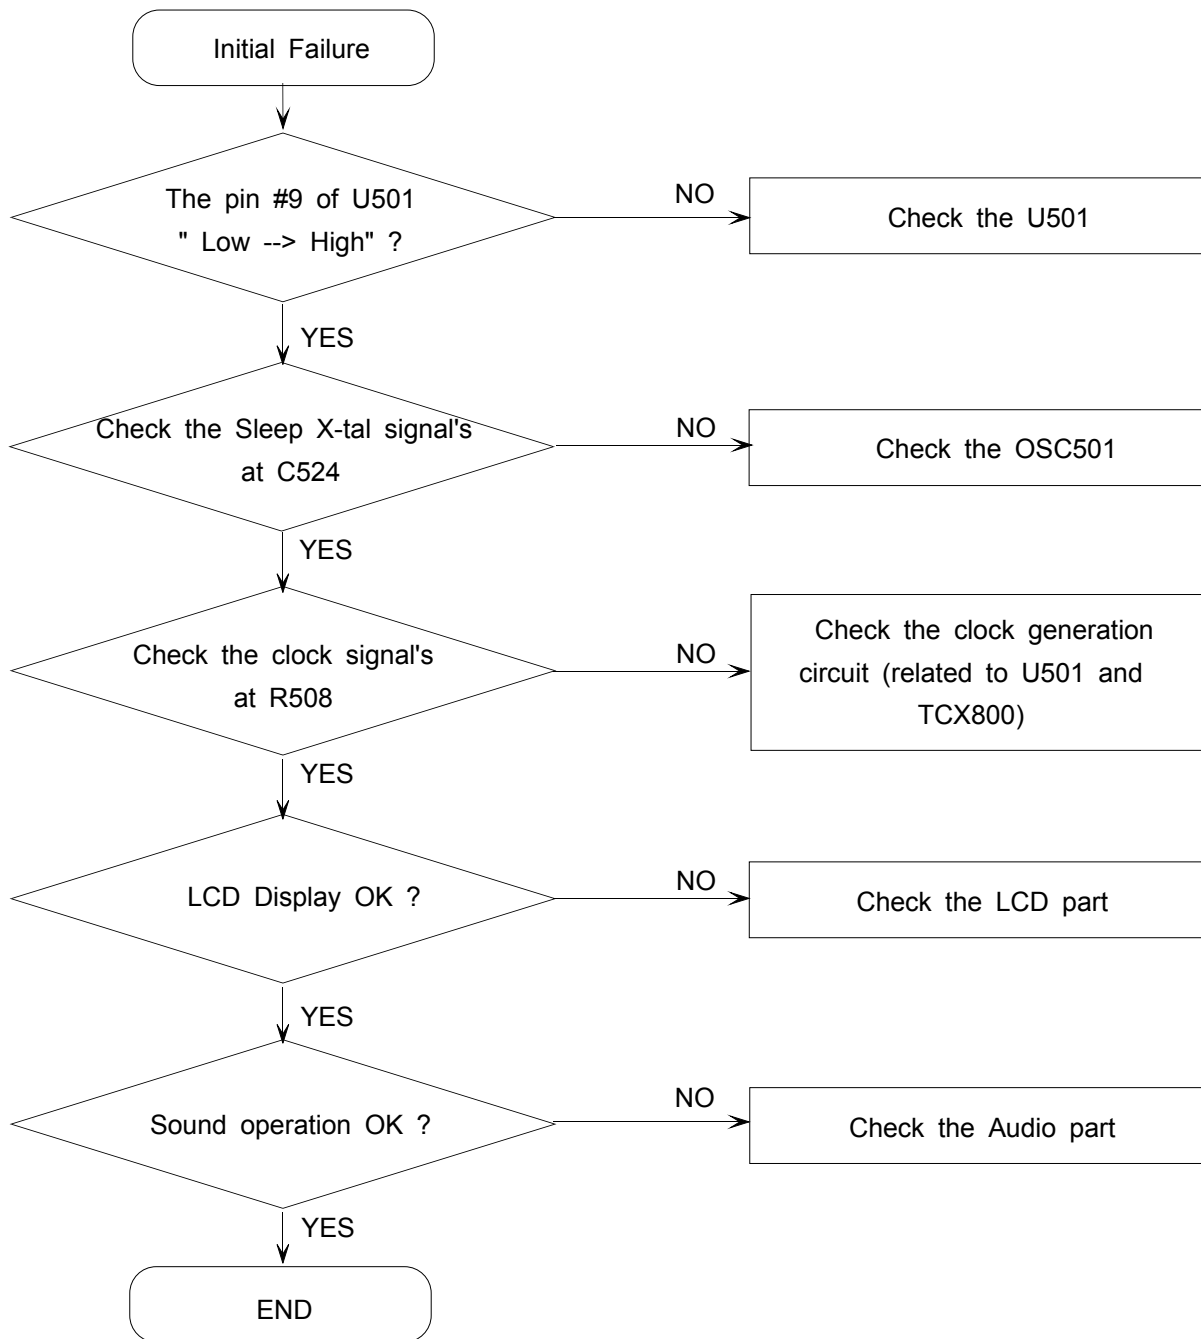 Initial Failure
The pin #9 of U501
" Low --> High" ?
NO
Check the U501
YES
Check the Sleep X-tal signal's
at C524
NO
Check the OSC501
YES
Check the clock signal's
at R508
NO
Check the clock generation
circuit (related to U501 and
TCX800)
YES
LCD Display OK ?
NO
Check the LCD part
YES
Sound operation OK ?
NO
Check the Audio part
YES
END